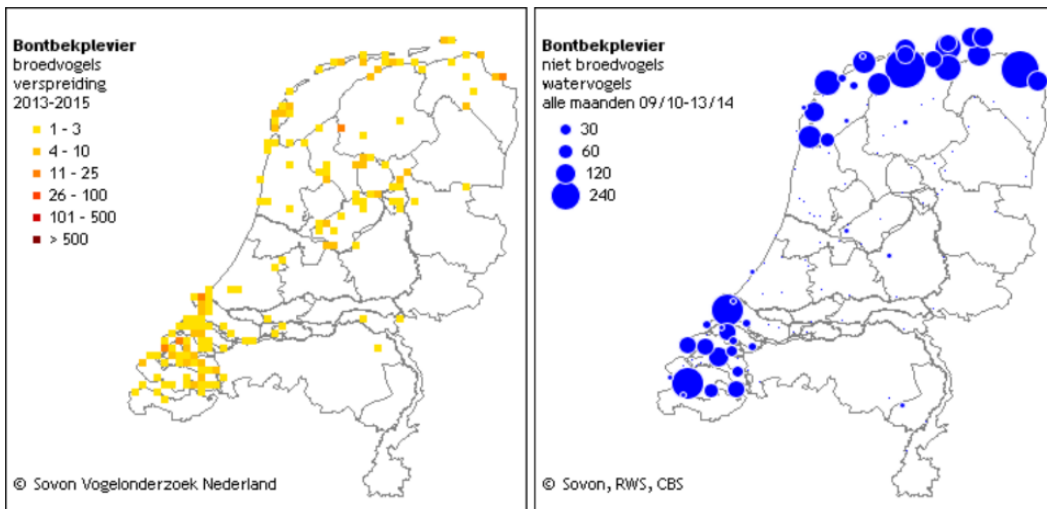 Bontbekplevier
broedvogels
verspreiding
2013-2015
1 - 3
4 - 10
11 - 25
26 - 100
101 - 500
> 500
© Sovon Vogelonderzoek Nederland
Bontbekplevier
niet broedvogels
watervogels
alle maanden 09/10-13/14
30
60
120
240
© Sovon, RWS, CBS